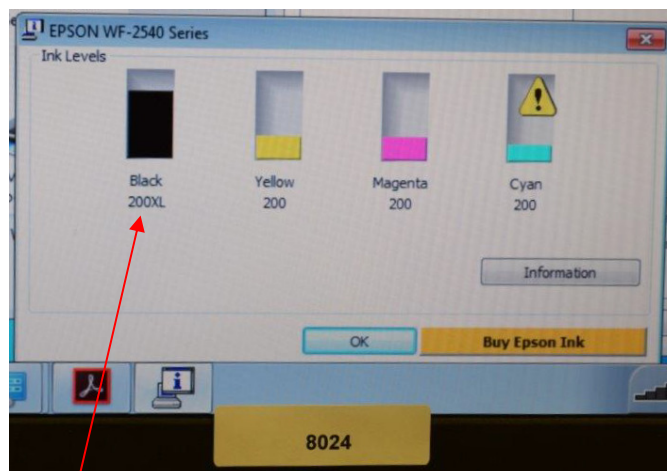 EPSON WF-2540 Series
Ink Levels
Black
200XL
Yellow
200
Magenta
200
Cyan
200
Information
OK
Buy Epson Ink
8024